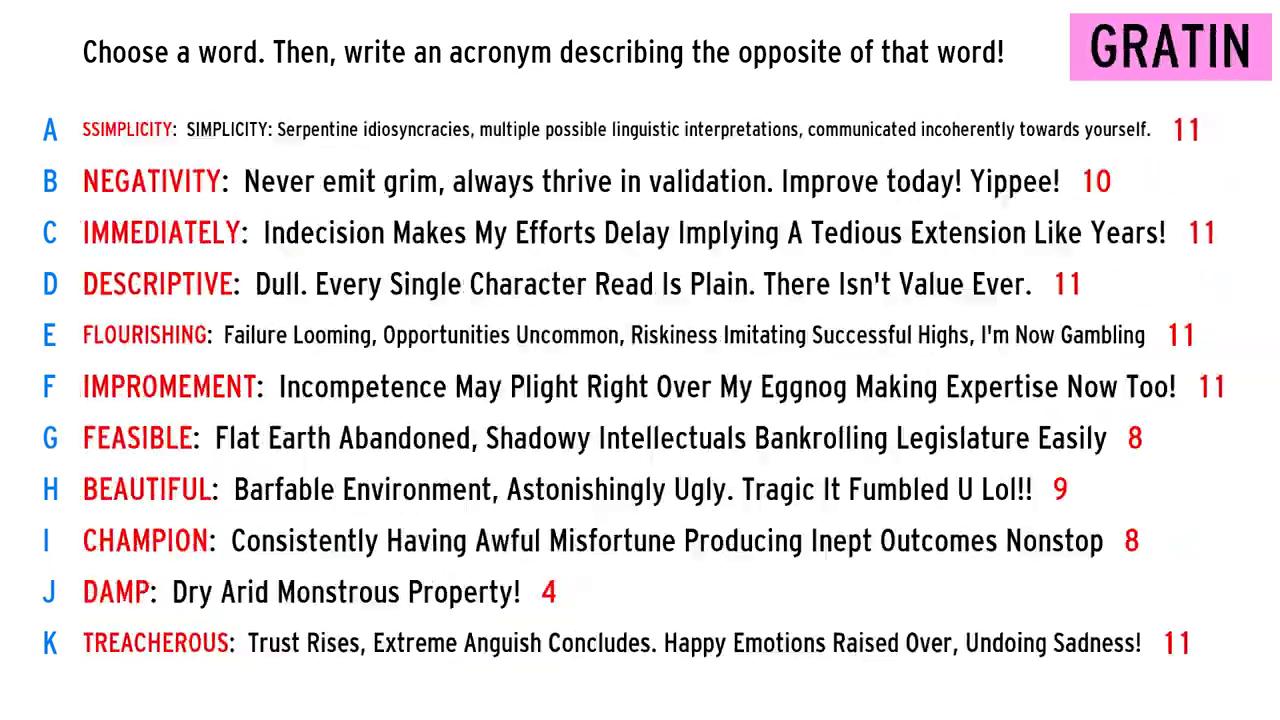 Choose a word. Then, write an acronym describing the opposite of that word!
GRATIN
A SSIMPLICITY: SIMPLICITY: Serpentine idiosyncracies, multiple possible linguistic interpretations, communicated incoherently towards yourself. 11
B NEGATIVITY: Never emit grim, always thrive in validation. Improve today! Yippee! 10
C IMMEDIATELY: Indecision Makes My Efforts Delay Implying A Tedious Extension Like Years! 11
D DESCRIPTIVE: Dull. Every Single Character Read Is Plain. There Isn't Value Ever. 11
E FLOURISHING: Failure Looming, Opportunities Uncommon, Riskiness Imitating Successful Highs, I'm Now Gambling 11
F IMPROMEMENT: Incompetence May Plight Right Over My Eggnog Making Expertise Now Too! 11
G FEASIBLE: Flat Earth Abandoned, Shadowy Intellectuals Bankrolling Legislature Easily 8
H BEAUTIFUL: Barfable Environment, Astonishingly Ugly. Tragic It Fumbled U Lol!! 9
I CHAMPION: Consistently Having Awful Misfortune Producing Inept Outcomes Nonstop 8
J DAMP: Dry Arid Monstrous Property! 4
K TREACHEROUS: Trust Rises, Extreme Anguish Concludes. Happy Emotions Raised Over, Undoing Sadness! 11